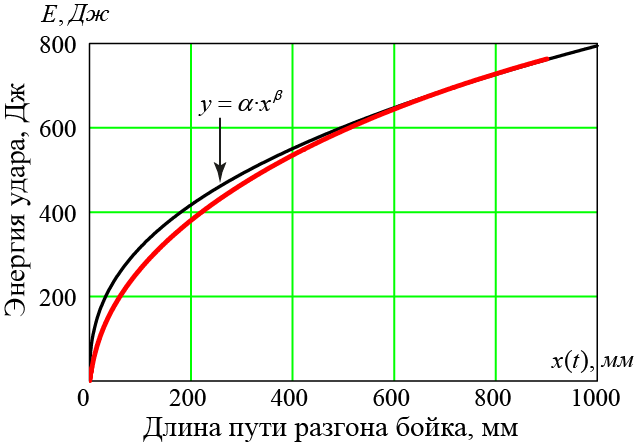 E, Дж
800
600
400
200
0
200
400
600
800
1000
Энергия удара, Дж
y = α·x^β
x(t), мм
Длина пути разгона бойка, мм